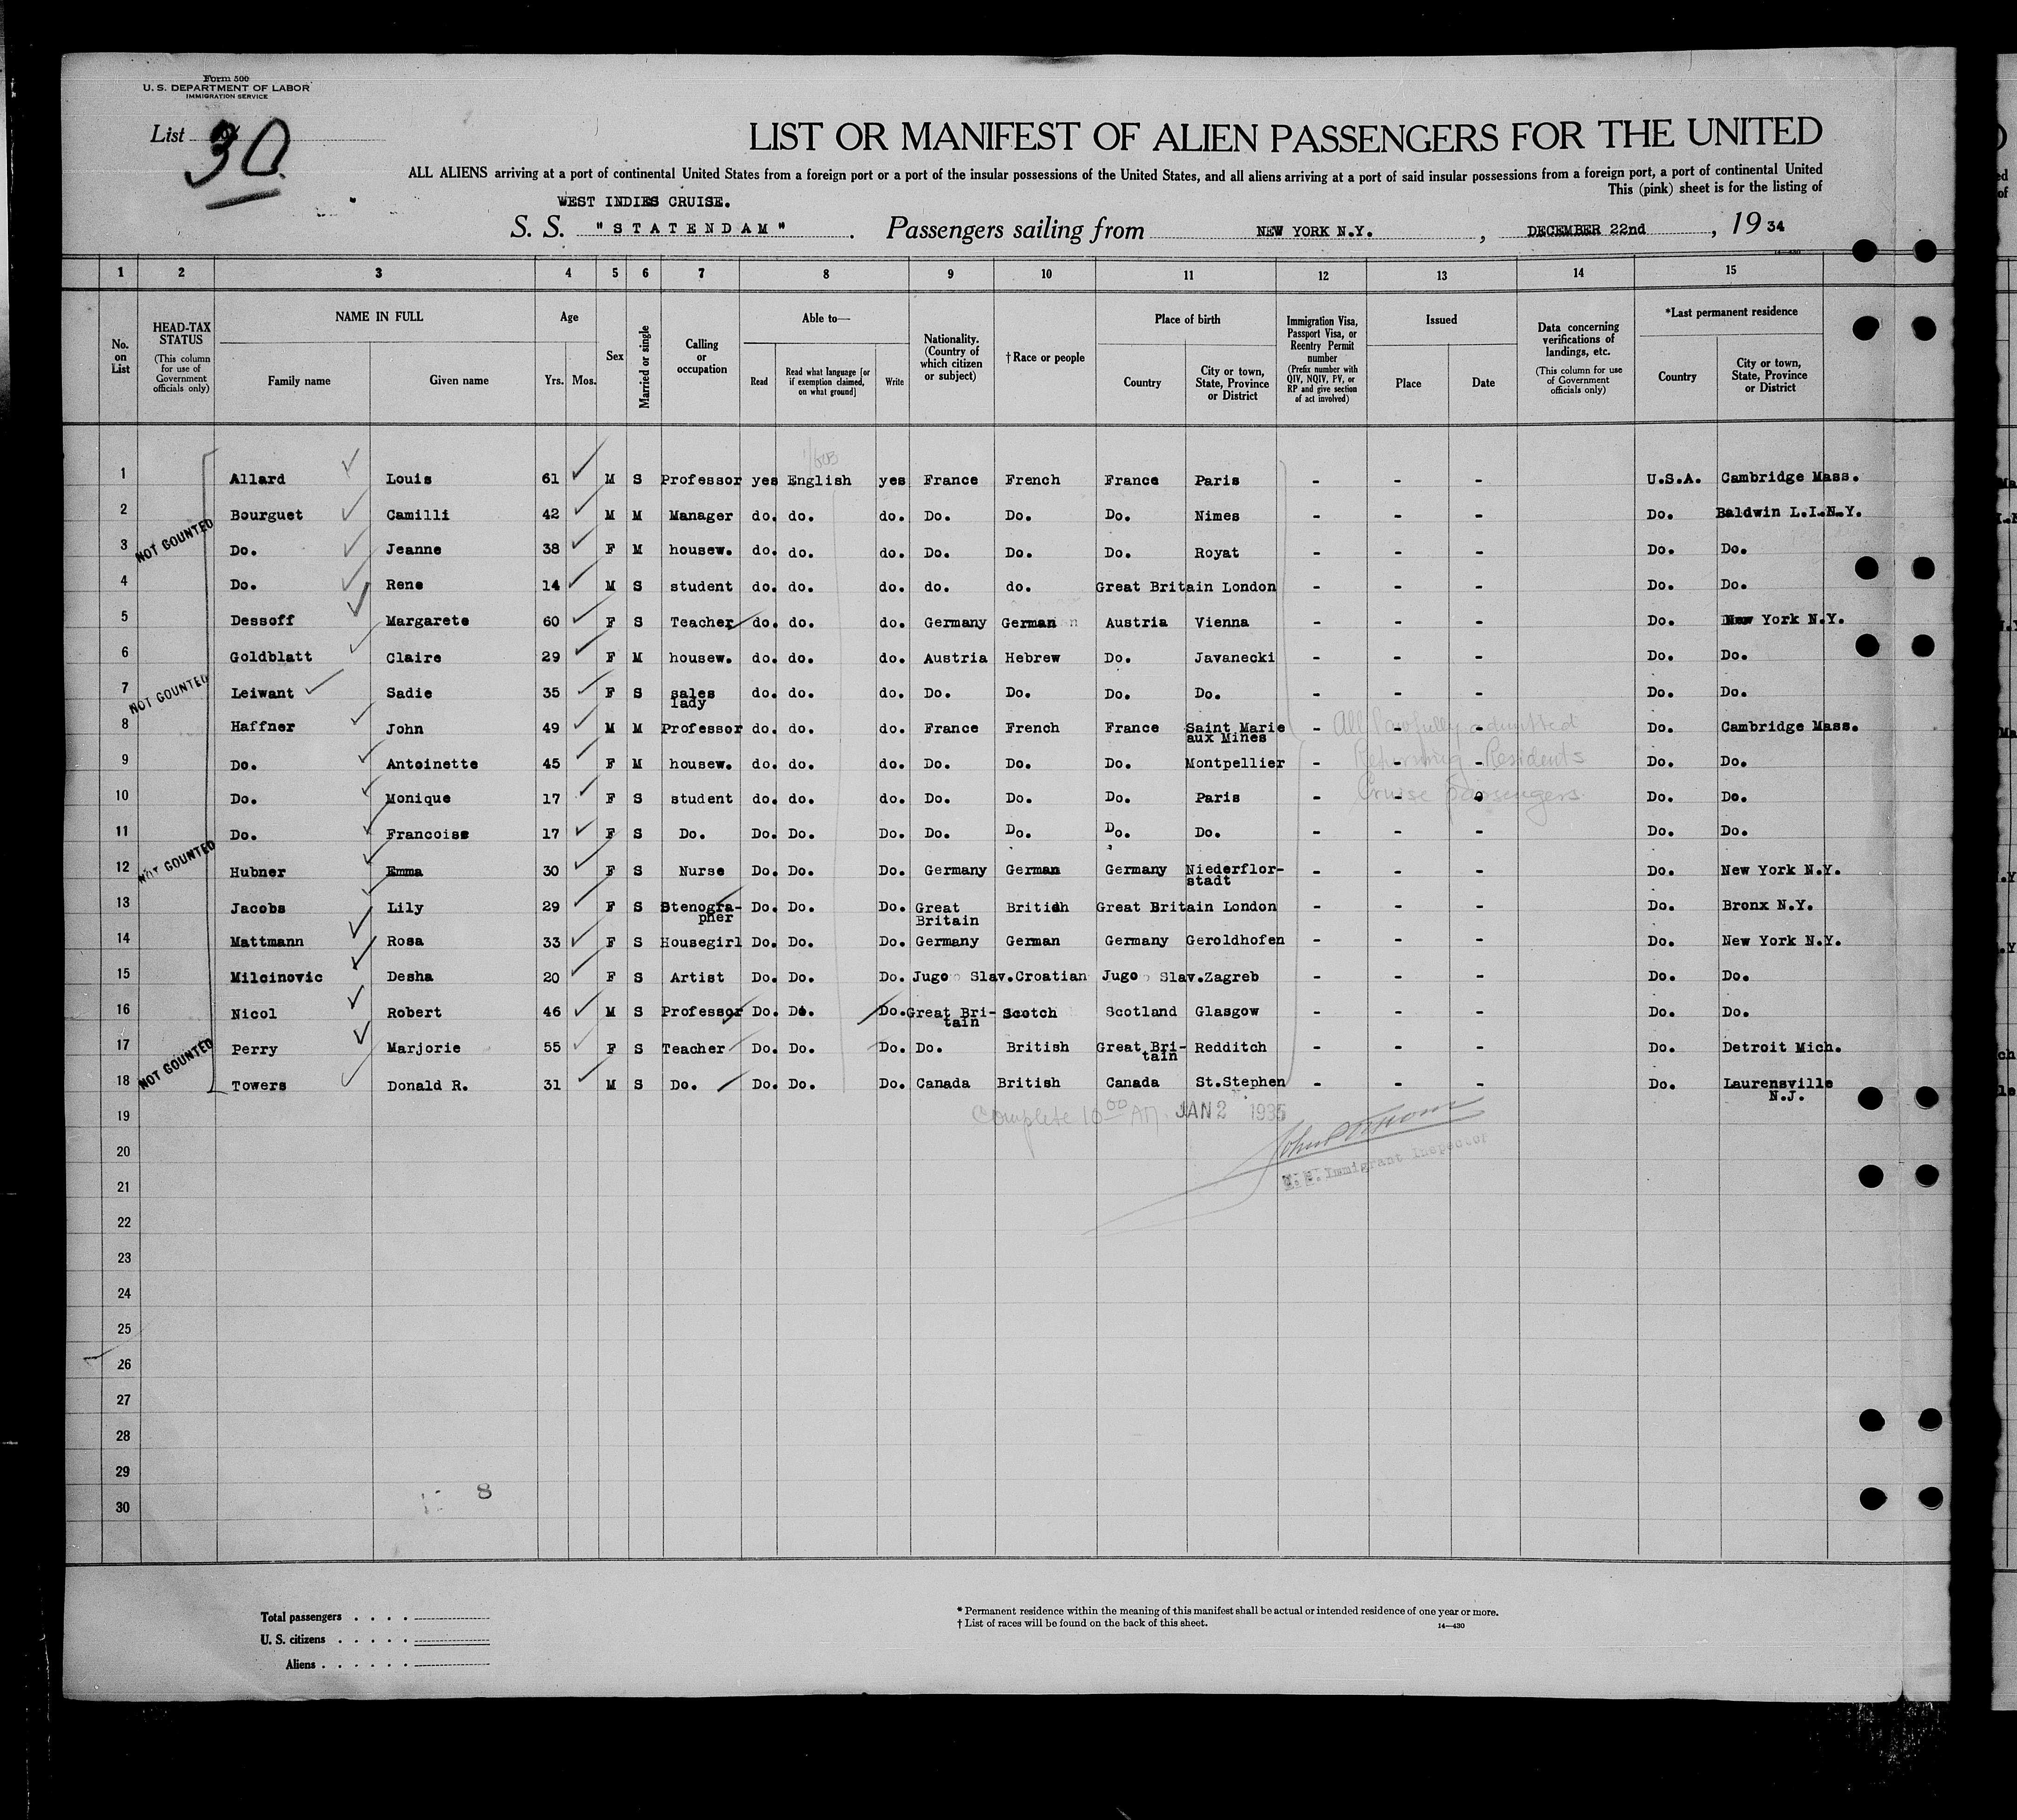 Form 500
U. S. DEPARTMENT OF LABOR
IMMIGRATION SERVICE
List 30
LIST OR MANIFEST OF ALIEN PASSENGERS FOR THE UNITED
ALL ALIENS arriving at a port of continental United States from a foreign port or a port of the insular possessions of the United States, and all aliens arriving at a port of said insular possessions from a foreign port, a port of continental United
This (pink) sheet is for the listing of
WEST INDIES CRUISE.
S. S. "STATENDAM". Passengers sailing from NEW YORK N.Y., DECEMBER 22nd, 1934
1 2 3 4 5 6 7 8 9 10 11 12 13 14 15
No. on List
HEAD-TAX STATUS (This column for use of Government officials only)
NAME IN FULL
Family name Given name
Age
Yrs. Mos.
Sex
Married or single
Calling or occupation
Able to—
Read
Read what language [or if exemption claimed, on what ground]
Write
Nationality. (Country of which citizen or subject)
†Race or people
Place of birth
Country
City or town, State, Province or District
Immigration Visa, Passport Visa, or Reentry Permit number (Prefix number with QIV, NQIV, PV, or RP and give section of act involved)
Issued
Place Date
Data concerning verifications of landings, etc. (This column for use of Government officials only)
*Last permanent residence
Country
City or town, State, Province or District
1 Allard Louis 61 M S Professor yes English yes France French France Paris - - - U.S.A. Cambridge Mass.
2 Bourguet Camilli 42 M M Manager do. do. do. Do. Do. Do. Nimes - - - Do. Baldwin L.I.N.Y.
NOT COUNTED
3 Do. Jeanne 38 F M housew. do. do. do. Do. Do. Do. Royat - - - Do. Do.
4 Do. Rene 14 M S student do. do. do. do. do. Great Britain London - - - Do. Do.
5 Dessoff Margarete 60 F S Teacher do. do. do. Germany German Austria Vienna - - - Do. New York N.Y.
6 Goldblatt Claire 29 F M housew. do. do. do. Austria Hebrew Do. Javanecki - - - Do. Do.
NOT COUNTED
7 Leiwant Sadie 35 F S sales lady do. do. do. Do. Do. Do. Do. - - - Do. Do.
8 Haffner John 49 M M Professor do. do. do. France French France Saint Marie aux Mines - - - Do. Cambridge Mass.
All lawfully admitted
9 Do. Antoinette 45 F M housew. do. do. do. Do. Do. Do. Montpellier - - - Do. Do.
Returning Residents
10 Do. Monique 17 F S student do. do. do. Do. Do. Do. Paris - - - Do. Do.
Cruise passengers
11 Do. Francoise 17 F S Do. Do. Do. Do. Do. Do. Do. Do. - - - Do. Do.
NOT COUNTED
12 Hubner Emma 30 F S Nurse Do. Do. Do. Germany German Germany Niederflor-stadt - - - Do. New York N.Y.
13 Jacobs Lily 29 F S Stenogra-pher Do. Do. Do. Great Britain British Great Britain London - - - Do. Bronx N.Y.
14 Mattmann Rosa 33 F S Housegirl Do. Do. Do. Germany German Germany Geroldhofen - - - Do. New York N.Y.
15 Milcinovic Desha 20 F S Artist Do. Do. Do. Jugo Slav. Croatian Jugo Slav. Zagreb - - - Do. Do.
16 Nicol Robert 46 M S Professor Do. Do. Do. Great Bri-tain Scotch Scotland Glasgow - - - Do. Do.
17 Perry Marjorie 55 F S Teacher Do. Do. Do. Do. British Great Bri-tain Redditch - - - Do. Detroit Mich.
NOT COUNTED
18 Towers Donald R. 31 M S Do. Do. Do. Do. Canada British Canada St.Stephen - - - Do. Laurensville N.J.
19
Complete 10 00 AM JAN 2 1935
20
U. S. Immigrant Inspector
21
22
23
24
25
26
27
28
29
30
8
Total passengers . . . .
U. S. citizens . . . . .
Aliens . . . . . .
* Permanent residence within the meaning of this manifest shall be actual or intended residence of one year or more.
† List of races will be found on the back of this sheet.
14—430